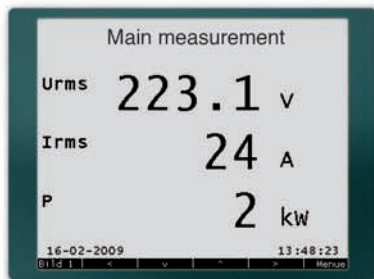 Main measurement
Urms 223.1 V
Irms 24 A
P 2 kW
16-02-2009 13:48:23
Bild 1 < v ^ > Menue